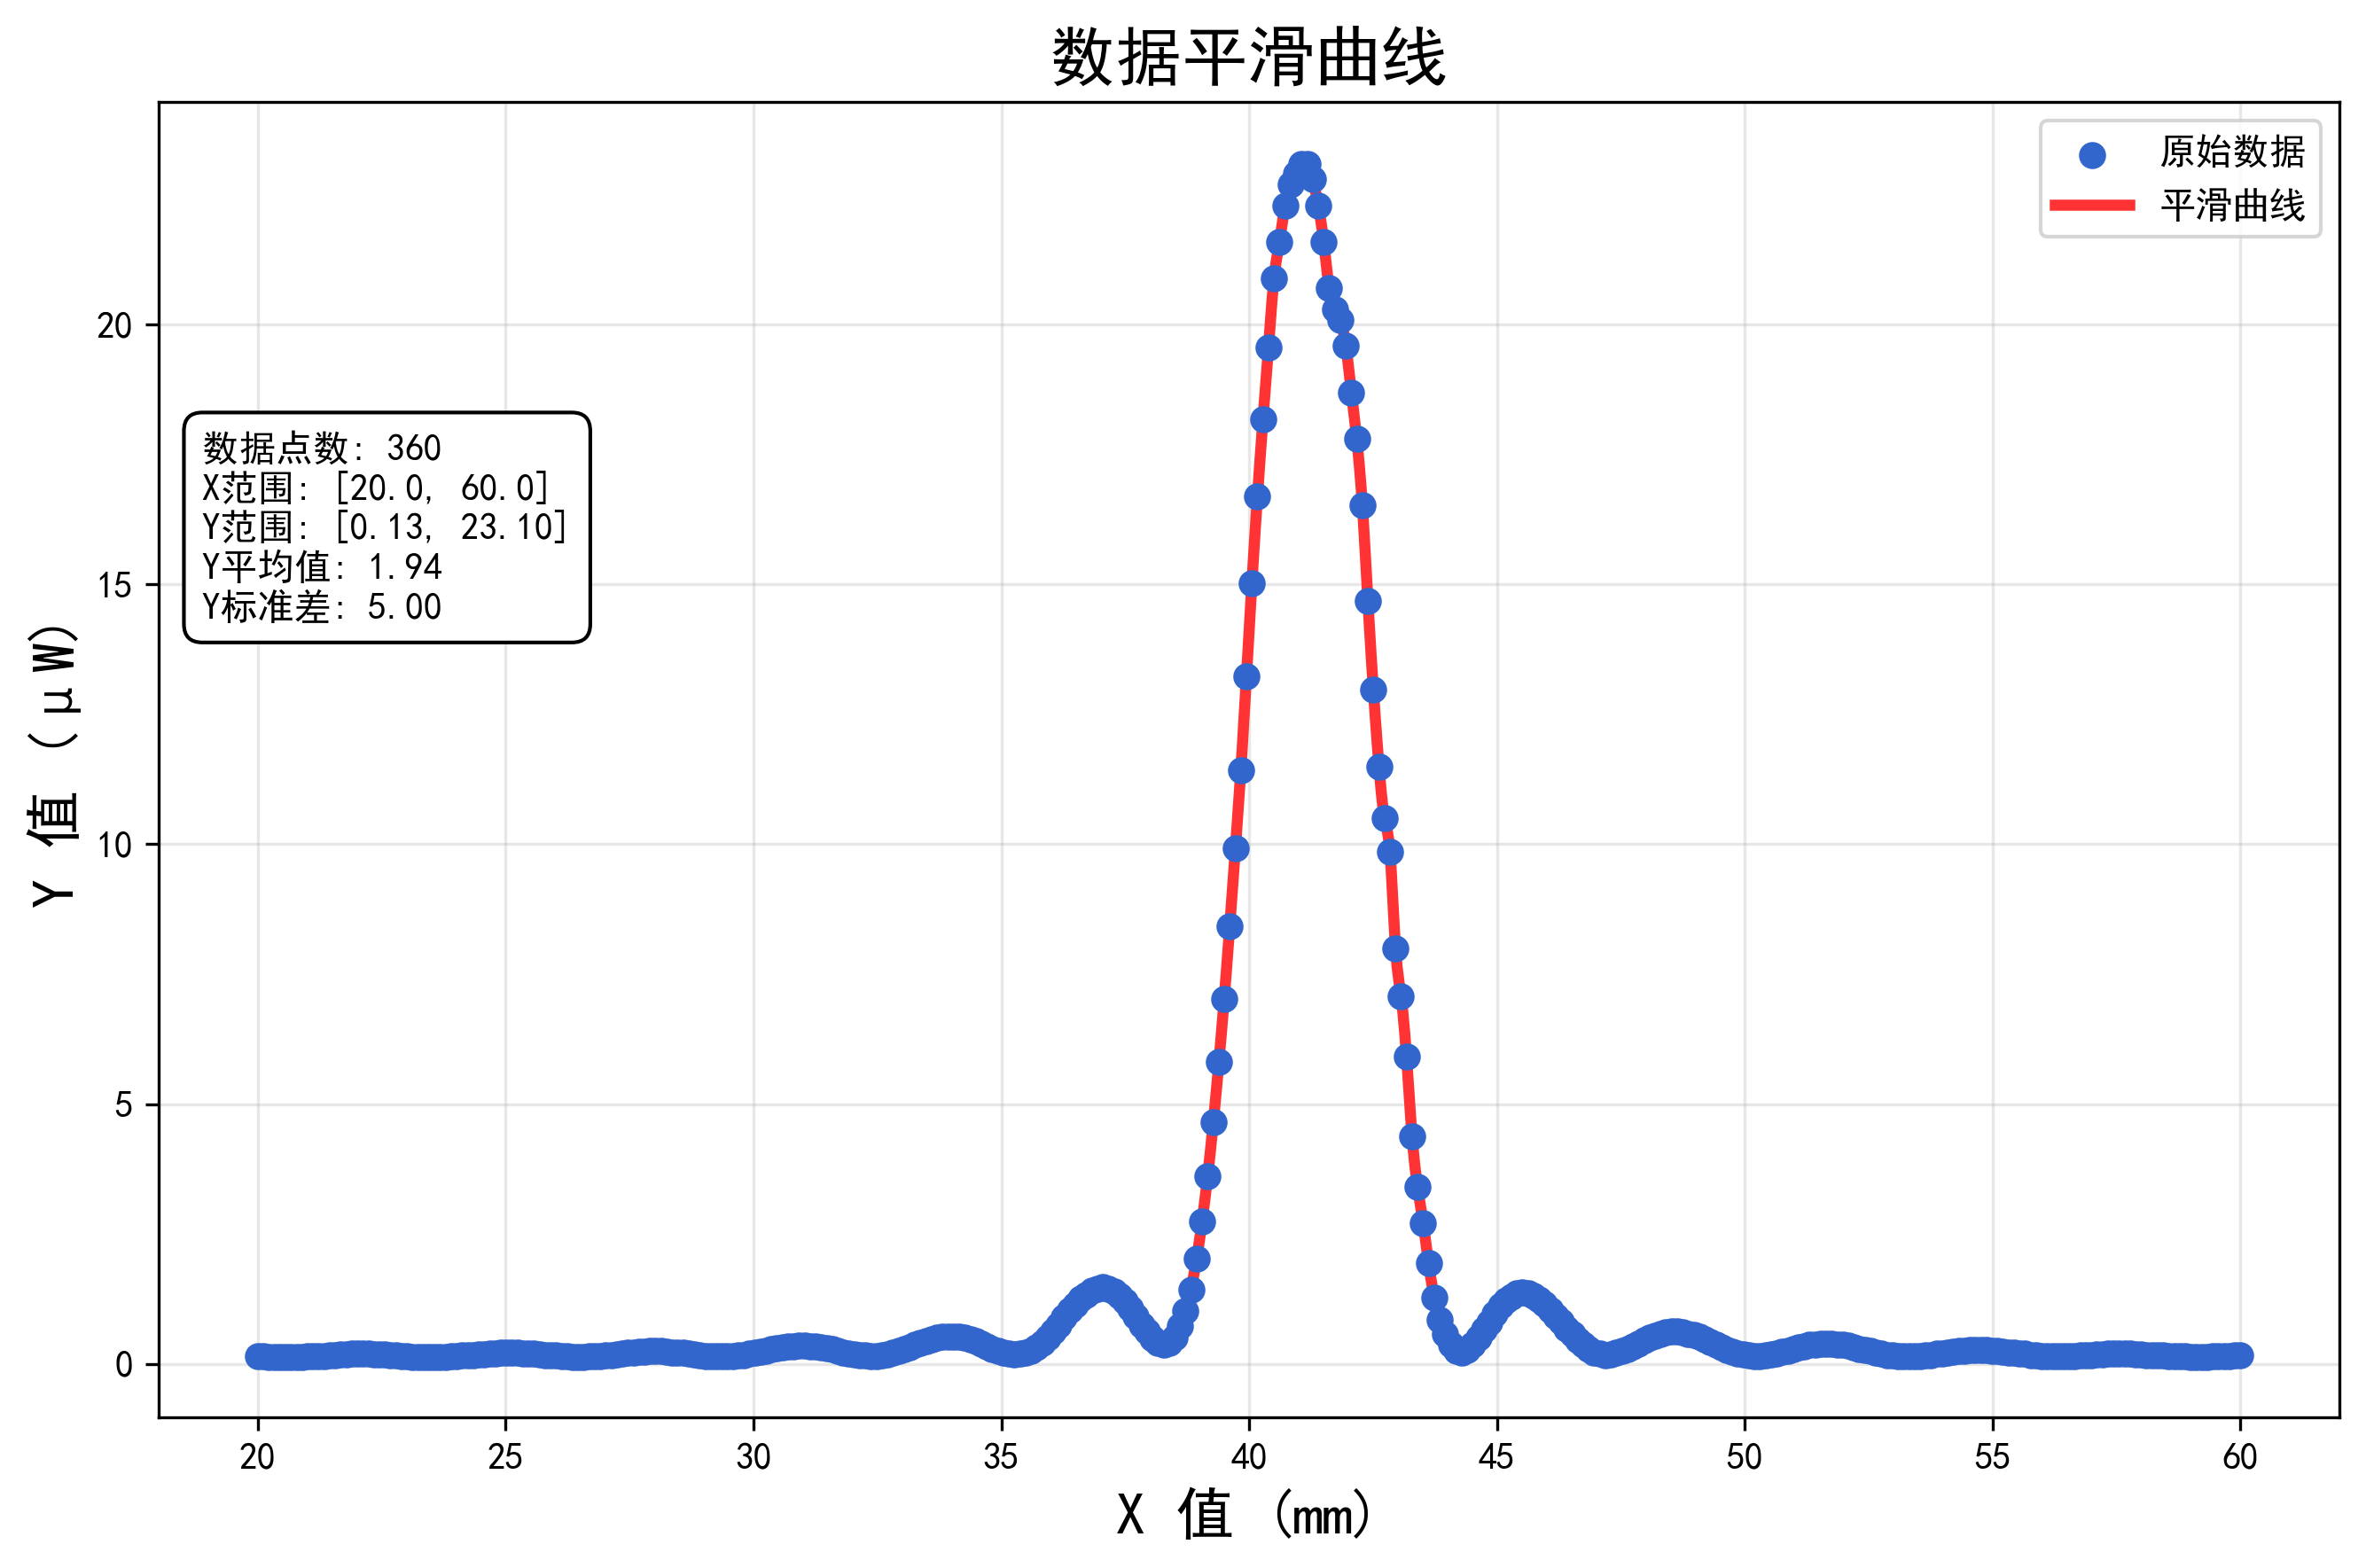 数据平滑曲线
原始数据
平滑曲线
数据点数: 360
X范围: [20.0, 60.0]
Y范围: [0.13, 23.10]
Y平均值: 1.94
Y标准差: 5.00
Y 值 (μW)
20
15
10
5
0
20 25 30 35 40 45 50 55 60
X 值 (mm)